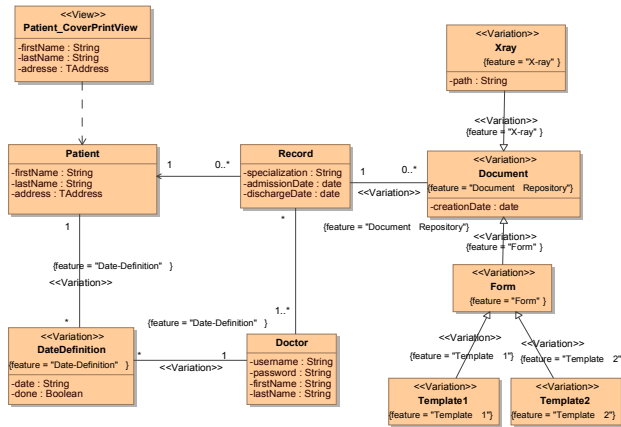 <<View>>
Patient_CoverPrintView
-firstName : String
-lastName : String
-adresse : TAddress
<<Variation>>
Xray
{feature = "X-ray" }
-path : String
<<Variation>>
{feature = "X-ray" }
Patient
-firstName : String
-lastName : String
-address : TAddress
1
0..*
Record
-specialization : String
-admissionDate : date
-dischargeDate : date
1
0..*
<<Variation>>
{feature = "Document Repository"}
<<Variation>>
Document
{feature = "Document Repository"}
-creationDate : date
<<Variation>>
{feature = "Form" }
1
{feature = "Date-Definition" }
<<Variation>>
*
*
1..*
<<Variation>>
Form
{feature = "Form" }
<<Variation>>
DateDefinition
{feature = "Date-Definition" }
-date : String
-done : Boolean
{feature = "Date-Definition" }
*
1
<<Variation>>
Doctor
-username : String
-password : String
-firstName : String
-lastName : String
<<Variation>>
{feature = "Template 1"}
<<Variation>>
{feature = "Template 2"}
<<Variation>>
Template1
{feature = "Template 1"}
<<Variation>>
Template2
{feature = "Template 2"}